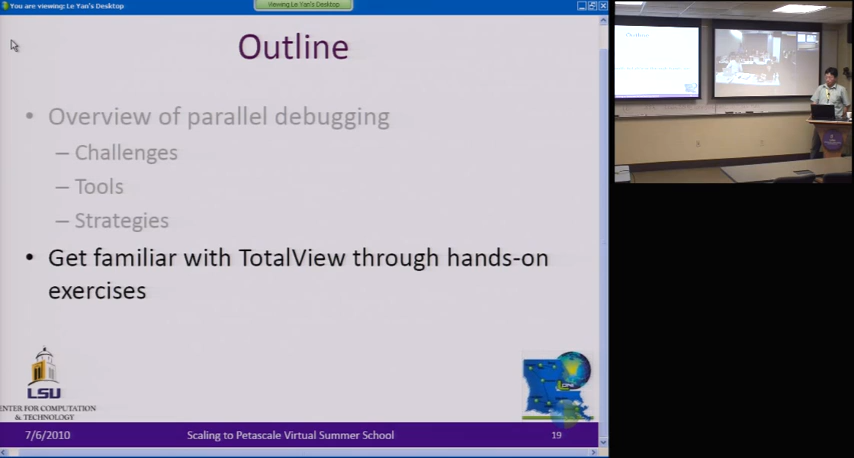 You are viewing: Le Yan's Desktop
Viewing Le Yan's Desktop
Outline
• Overview of parallel debugging
– Challenges
– Tools
– Strategies
• Get familiar with TotalView through hands-on
exercises
LSU
CENTER FOR COMPUTATION
& TECHNOLOGY
7/6/2010
Scaling to Petascale Virtual Summer School
19
Outline